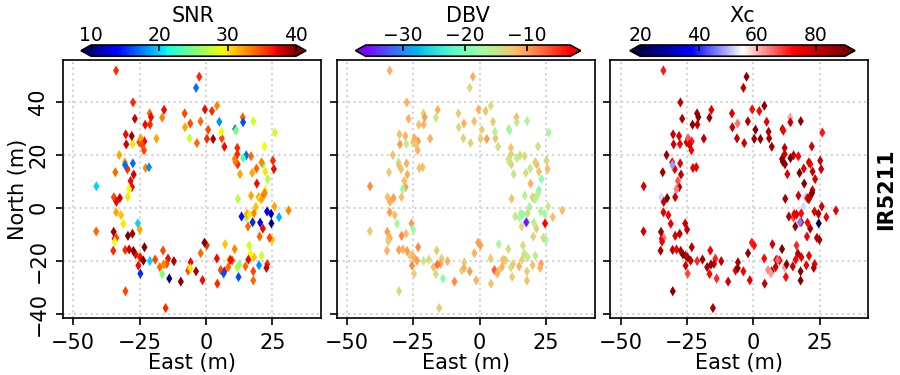 SNR DBV Xc
10 20 30 40 −30 −20 −10 20 40 60 80
40
20
0
−20
−40
North (m)
IR5211
−50 −25 0 25 −50 −25 0 25 −50 −25 0 25
East (m) East (m) East (m)